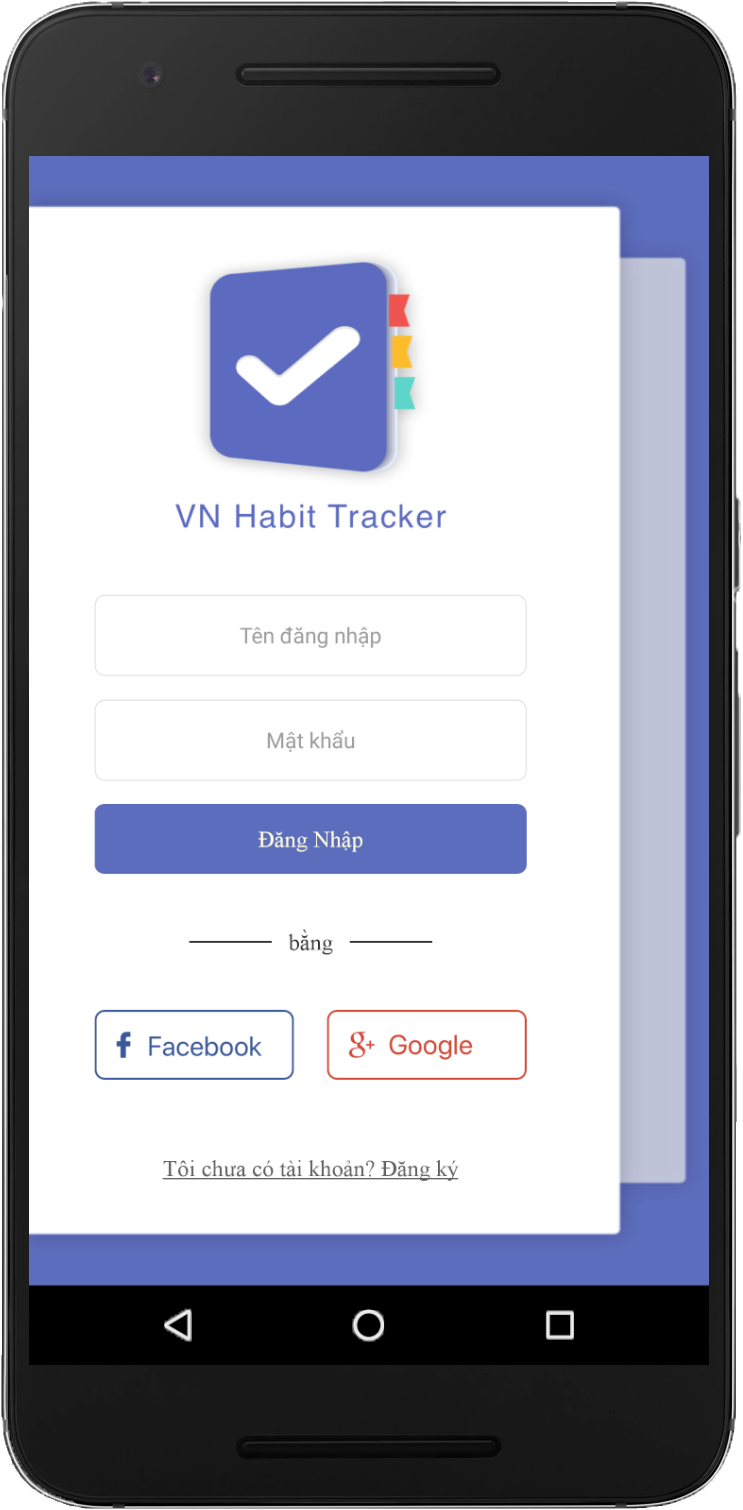 VN Habit Tracker
Tên đăng nhập
Mật khẩu
Đăng Nhập
bằng
f Facebook
g+ Google
Tôi chưa có tài khoản? Đăng ký